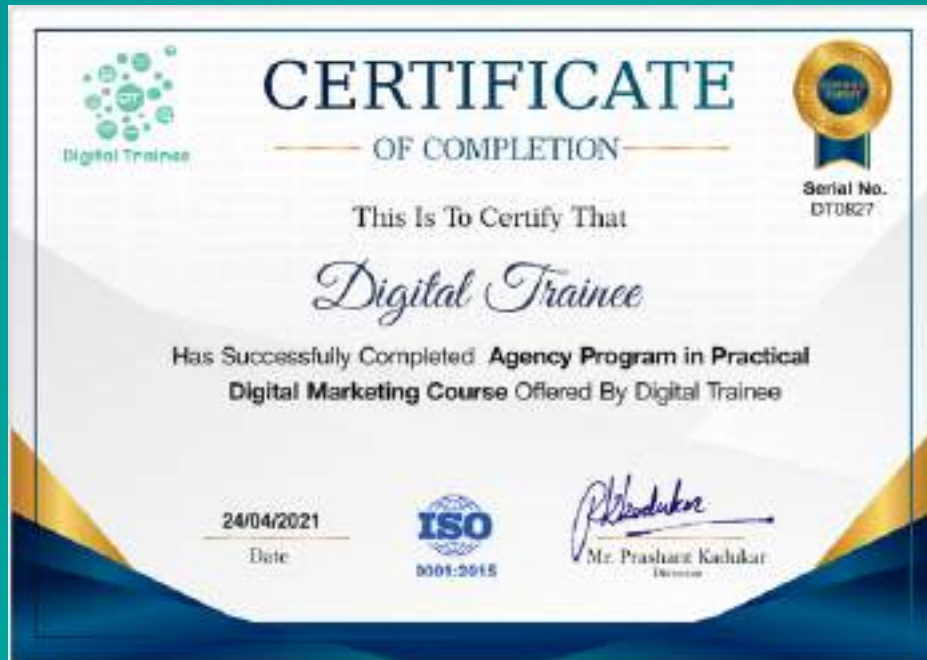 DT
Digital Trainee
CERTIFICATE
OF COMPLETION
Serial No.
DT0827
This Is To Certify That
Digital Trainee
Has Successfully Completed Agency Program in Practical
Digital Marketing Course Offered By Digital Trainee
24/04/2021
Date
ISO
9001:2015
Mr. Prashant Kadukar
Director